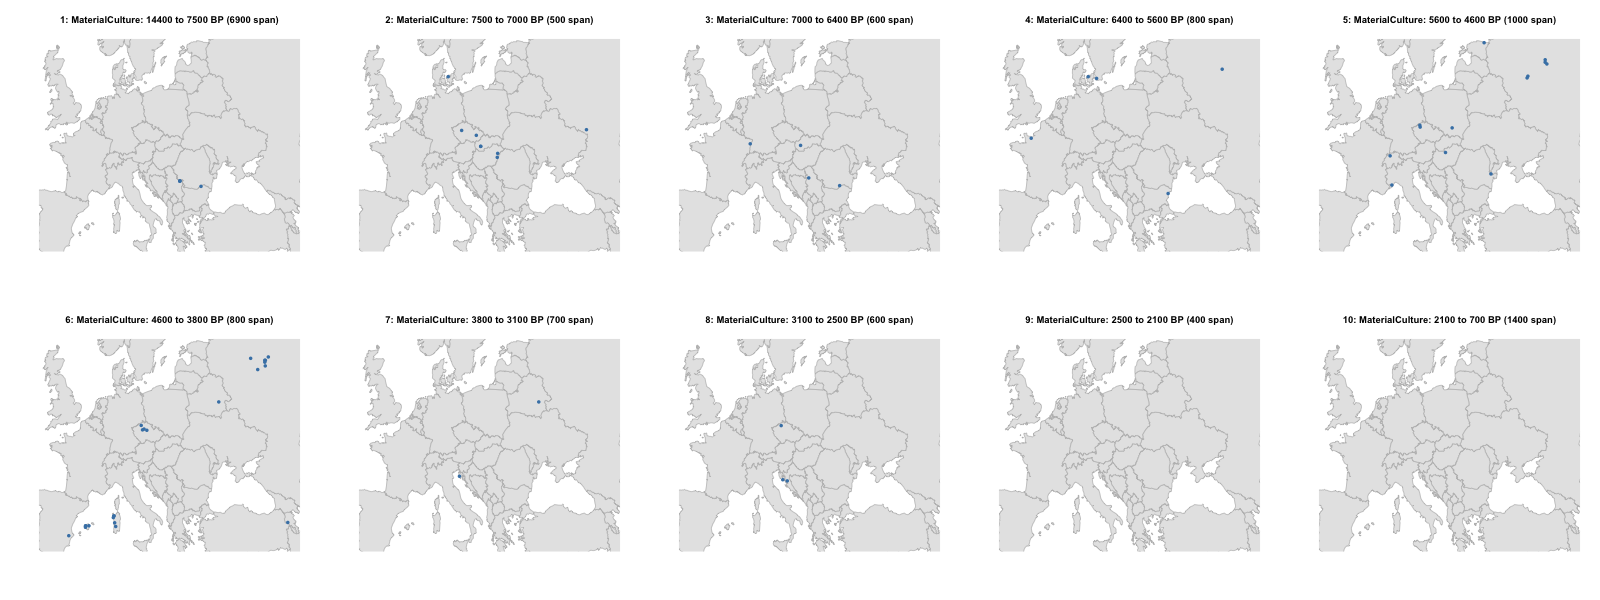 1: MaterialCulture: 14400 to 7500 BP (6900 span)
2: MaterialCulture: 7500 to 7000 BP (500 span)
3: MaterialCulture: 7000 to 6400 BP (600 span)
4: MaterialCulture: 6400 to 5600 BP (800 span)
5: MaterialCulture: 5600 to 4600 BP (1000 span)
6: MaterialCulture: 4600 to 3800 BP (800 span)
7: MaterialCulture: 3800 to 3100 BP (700 span)
8: MaterialCulture: 3100 to 2500 BP (600 span)
9: MaterialCulture: 2500 to 2100 BP (400 span)
10: MaterialCulture: 2100 to 700 BP (1400 span)